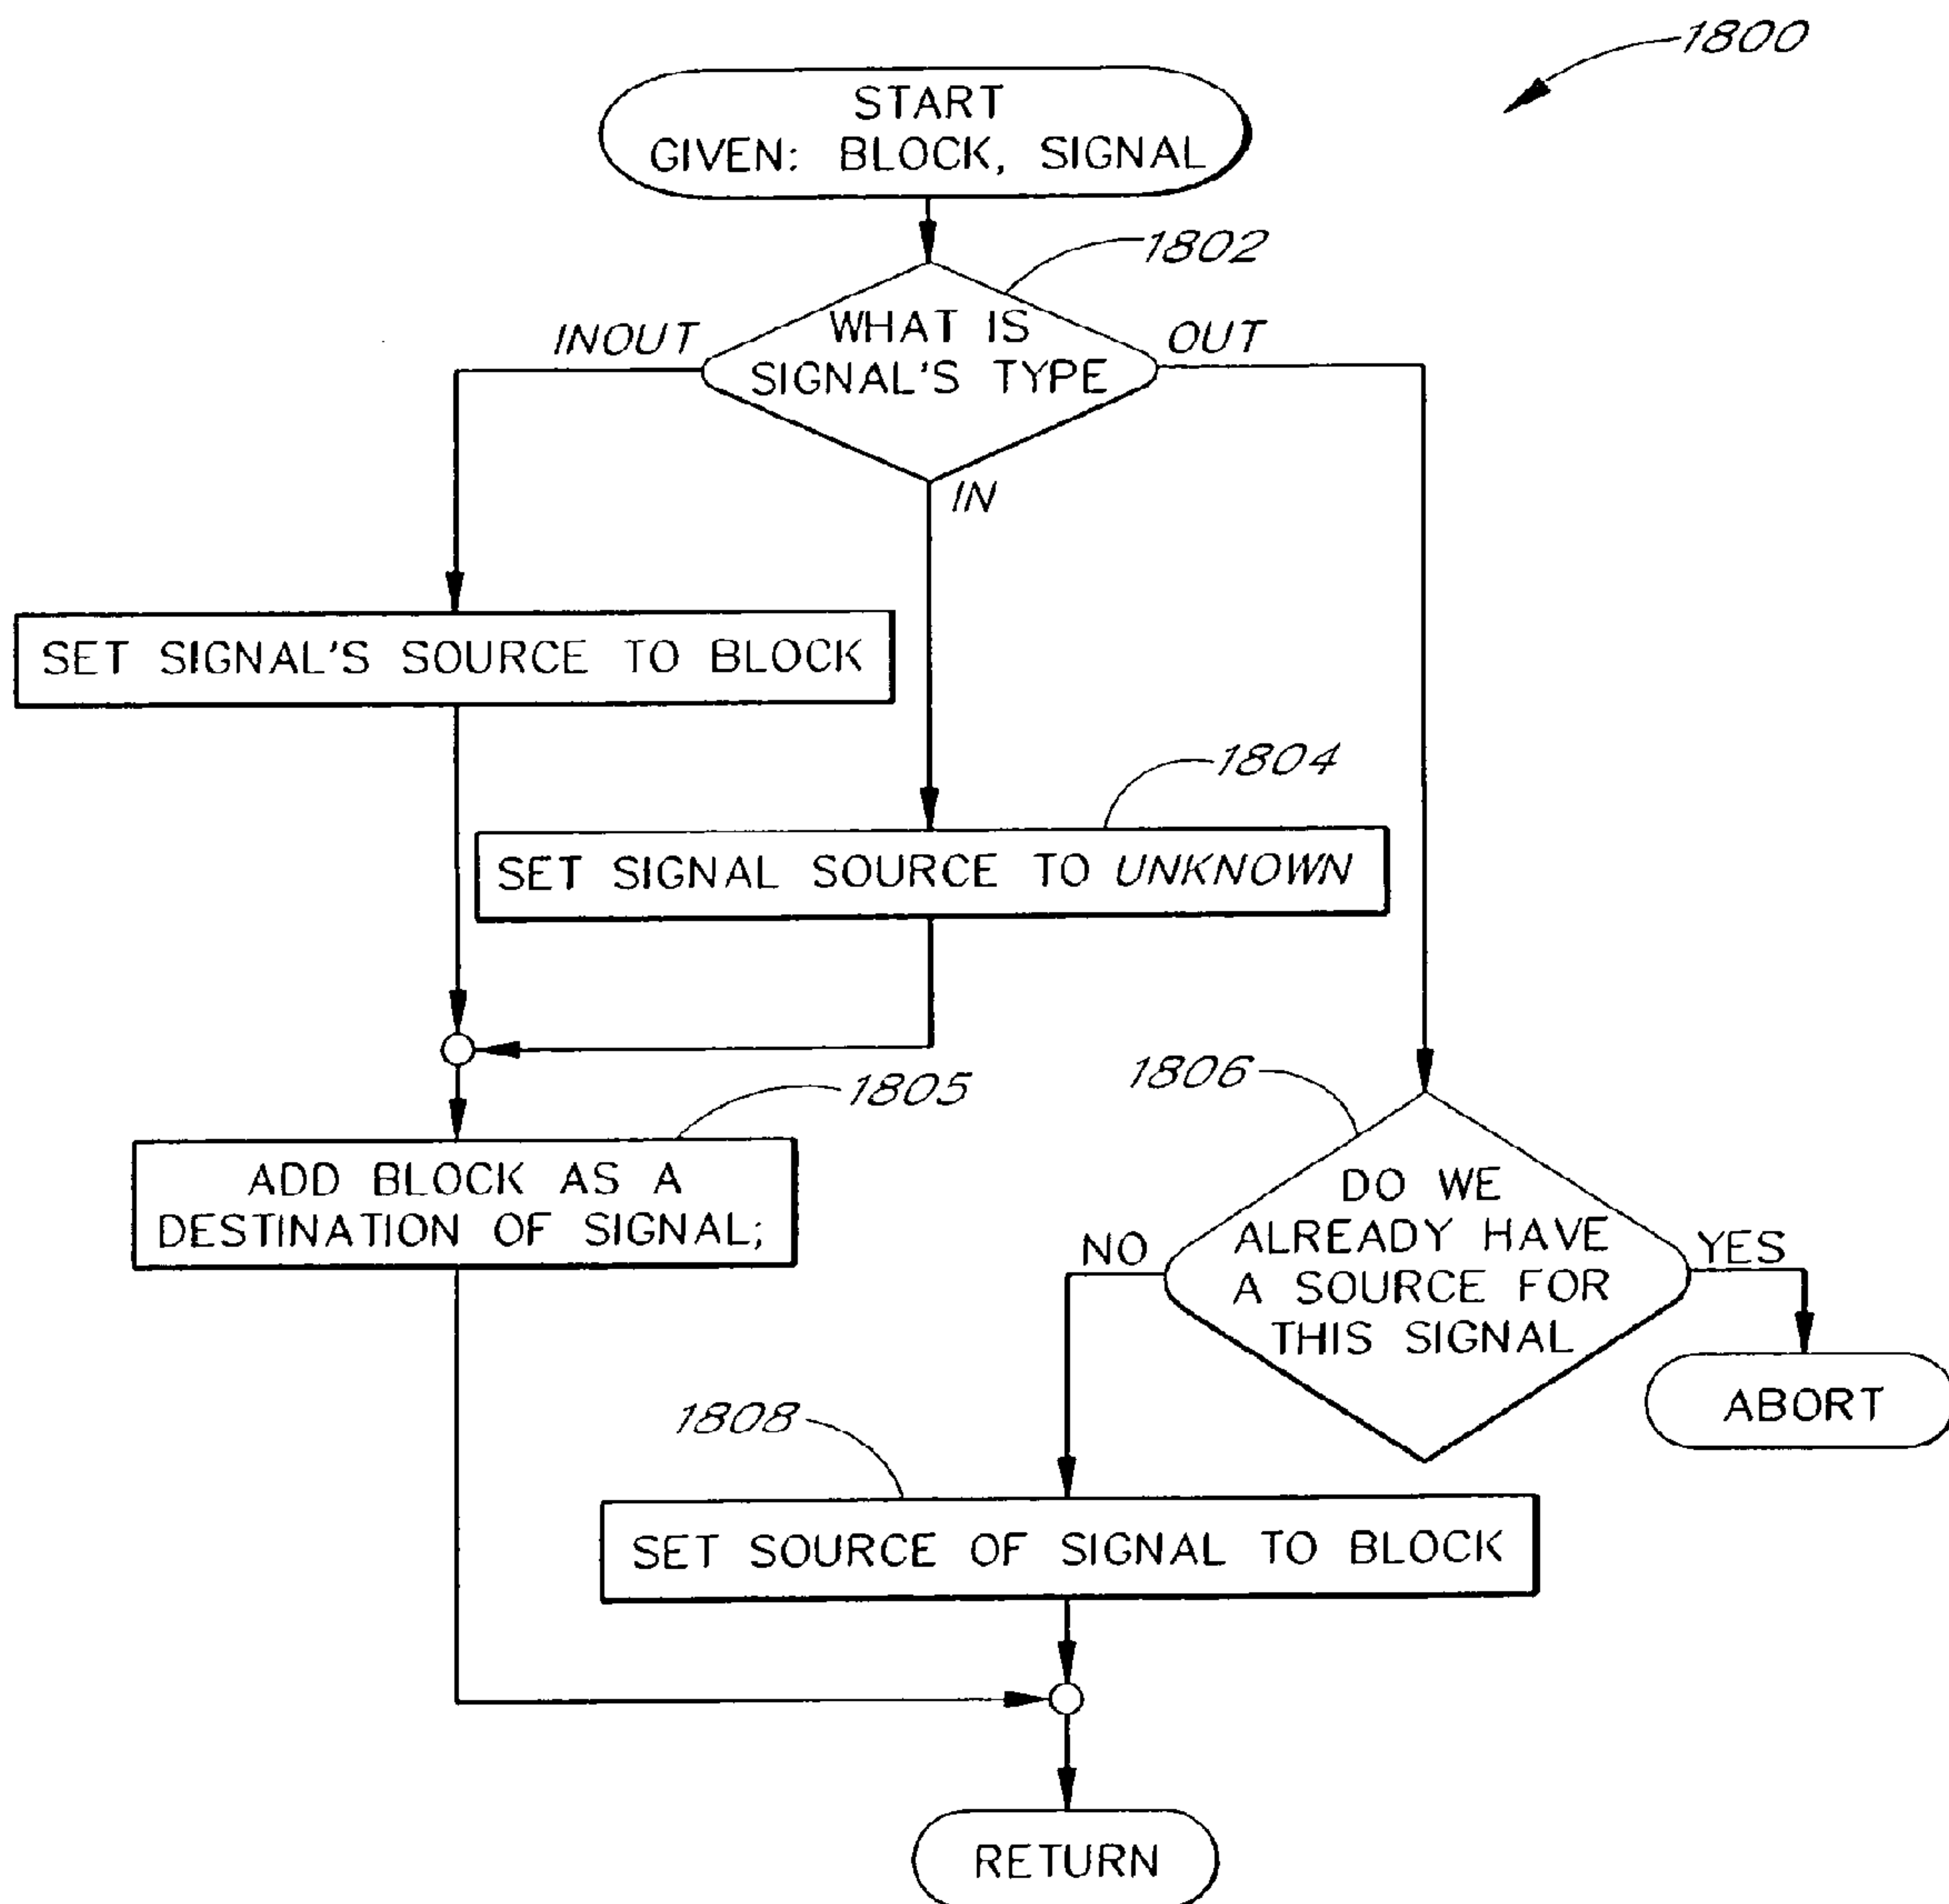 1800
START
GIVEN: BLOCK, SIGNAL
1802
INOUT
WHAT IS
SIGNAL'S TYPE
OUT
IN
SET SIGNAL'S SOURCE TO BLOCK
1804
SET SIGNAL SOURCE TO UNKNOWN
1805
ADD BLOCK AS A
DESTINATION OF SIGNAL;
1806
DO WE
ALREADY HAVE
A SOURCE FOR
THIS SIGNAL
NO
YES
ABORT
1808
SET SOURCE OF SIGNAL TO BLOCK
RETURN